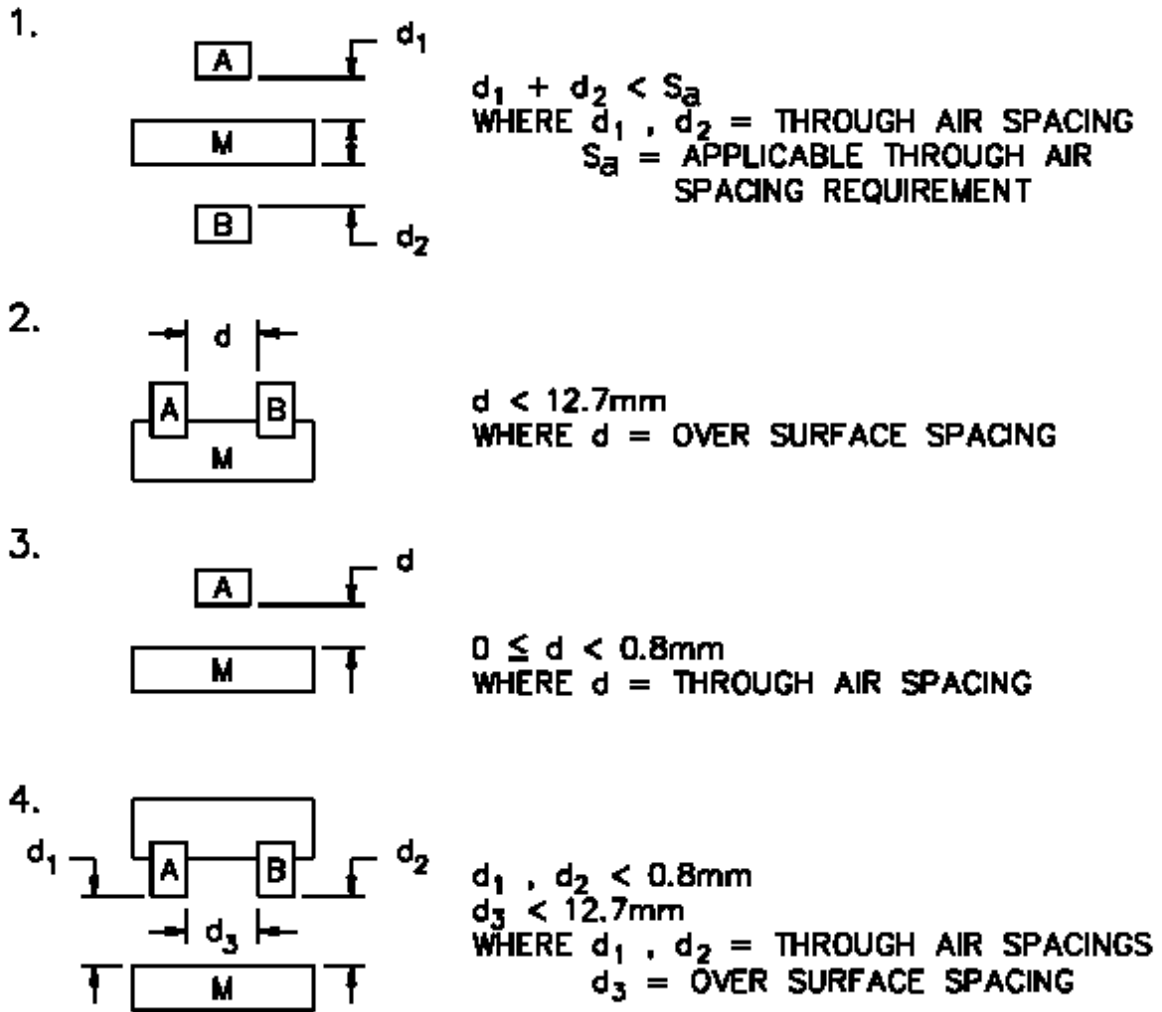 1.
A
d₁
M
B
d₂
d₁ + d₂ < Sa
WHERE d₁ , d₂ = THROUGH AIR SPACING
Sa = APPLICABLE THROUGH AIR
SPACING REQUIREMENT
2.
d
A B
M
d < 12.7mm
WHERE d = OVER SURFACE SPACING
3.
A
d
M
0 ≤ d < 0.8mm
WHERE d = THROUGH AIR SPACING
4.
d₁ A B d₂
d₃
M
d₁ , d₂ < 0.8mm
d₃ < 12.7mm
WHERE d₁ , d₂ = THROUGH AIR SPACINGS
d₃ = OVER SURFACE SPACING